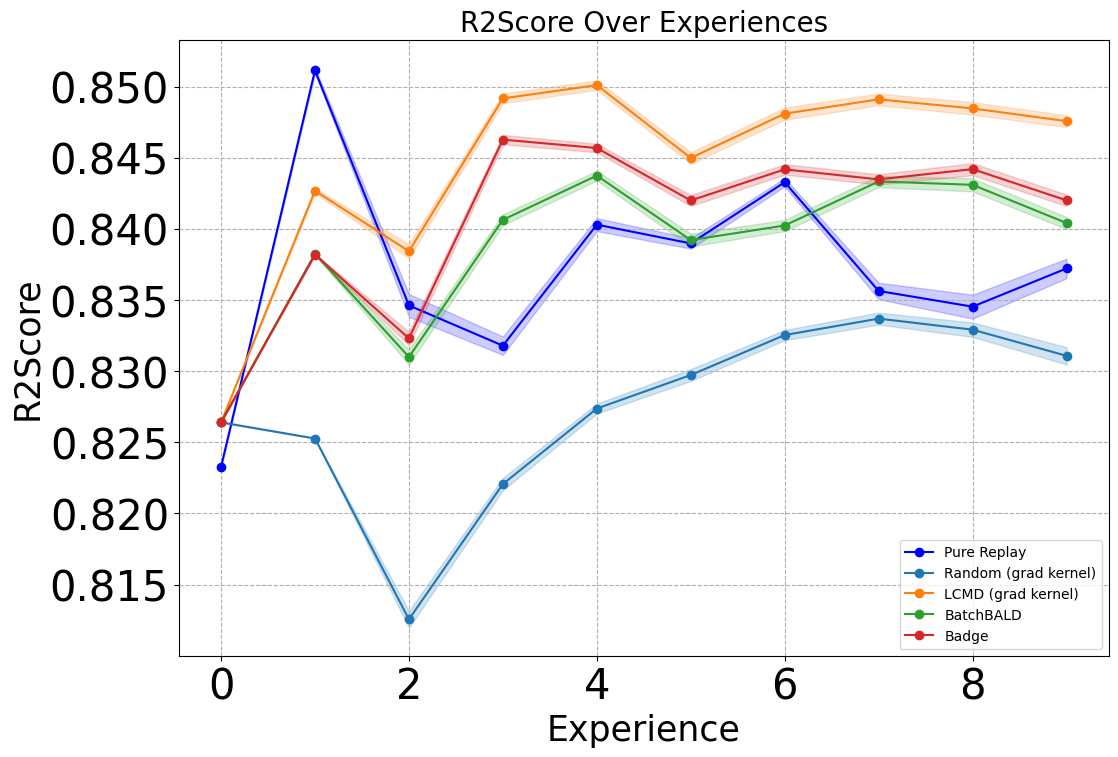 R2Score Over Experiences
R2Score
0.850
0.845
0.840
0.835
0.830
0.825
0.820
0.815
0
2
4
6
8
Experience
Pure Replay
Random (grad kernel)
LCMD (grad kernel)
BatchBALD
Badge